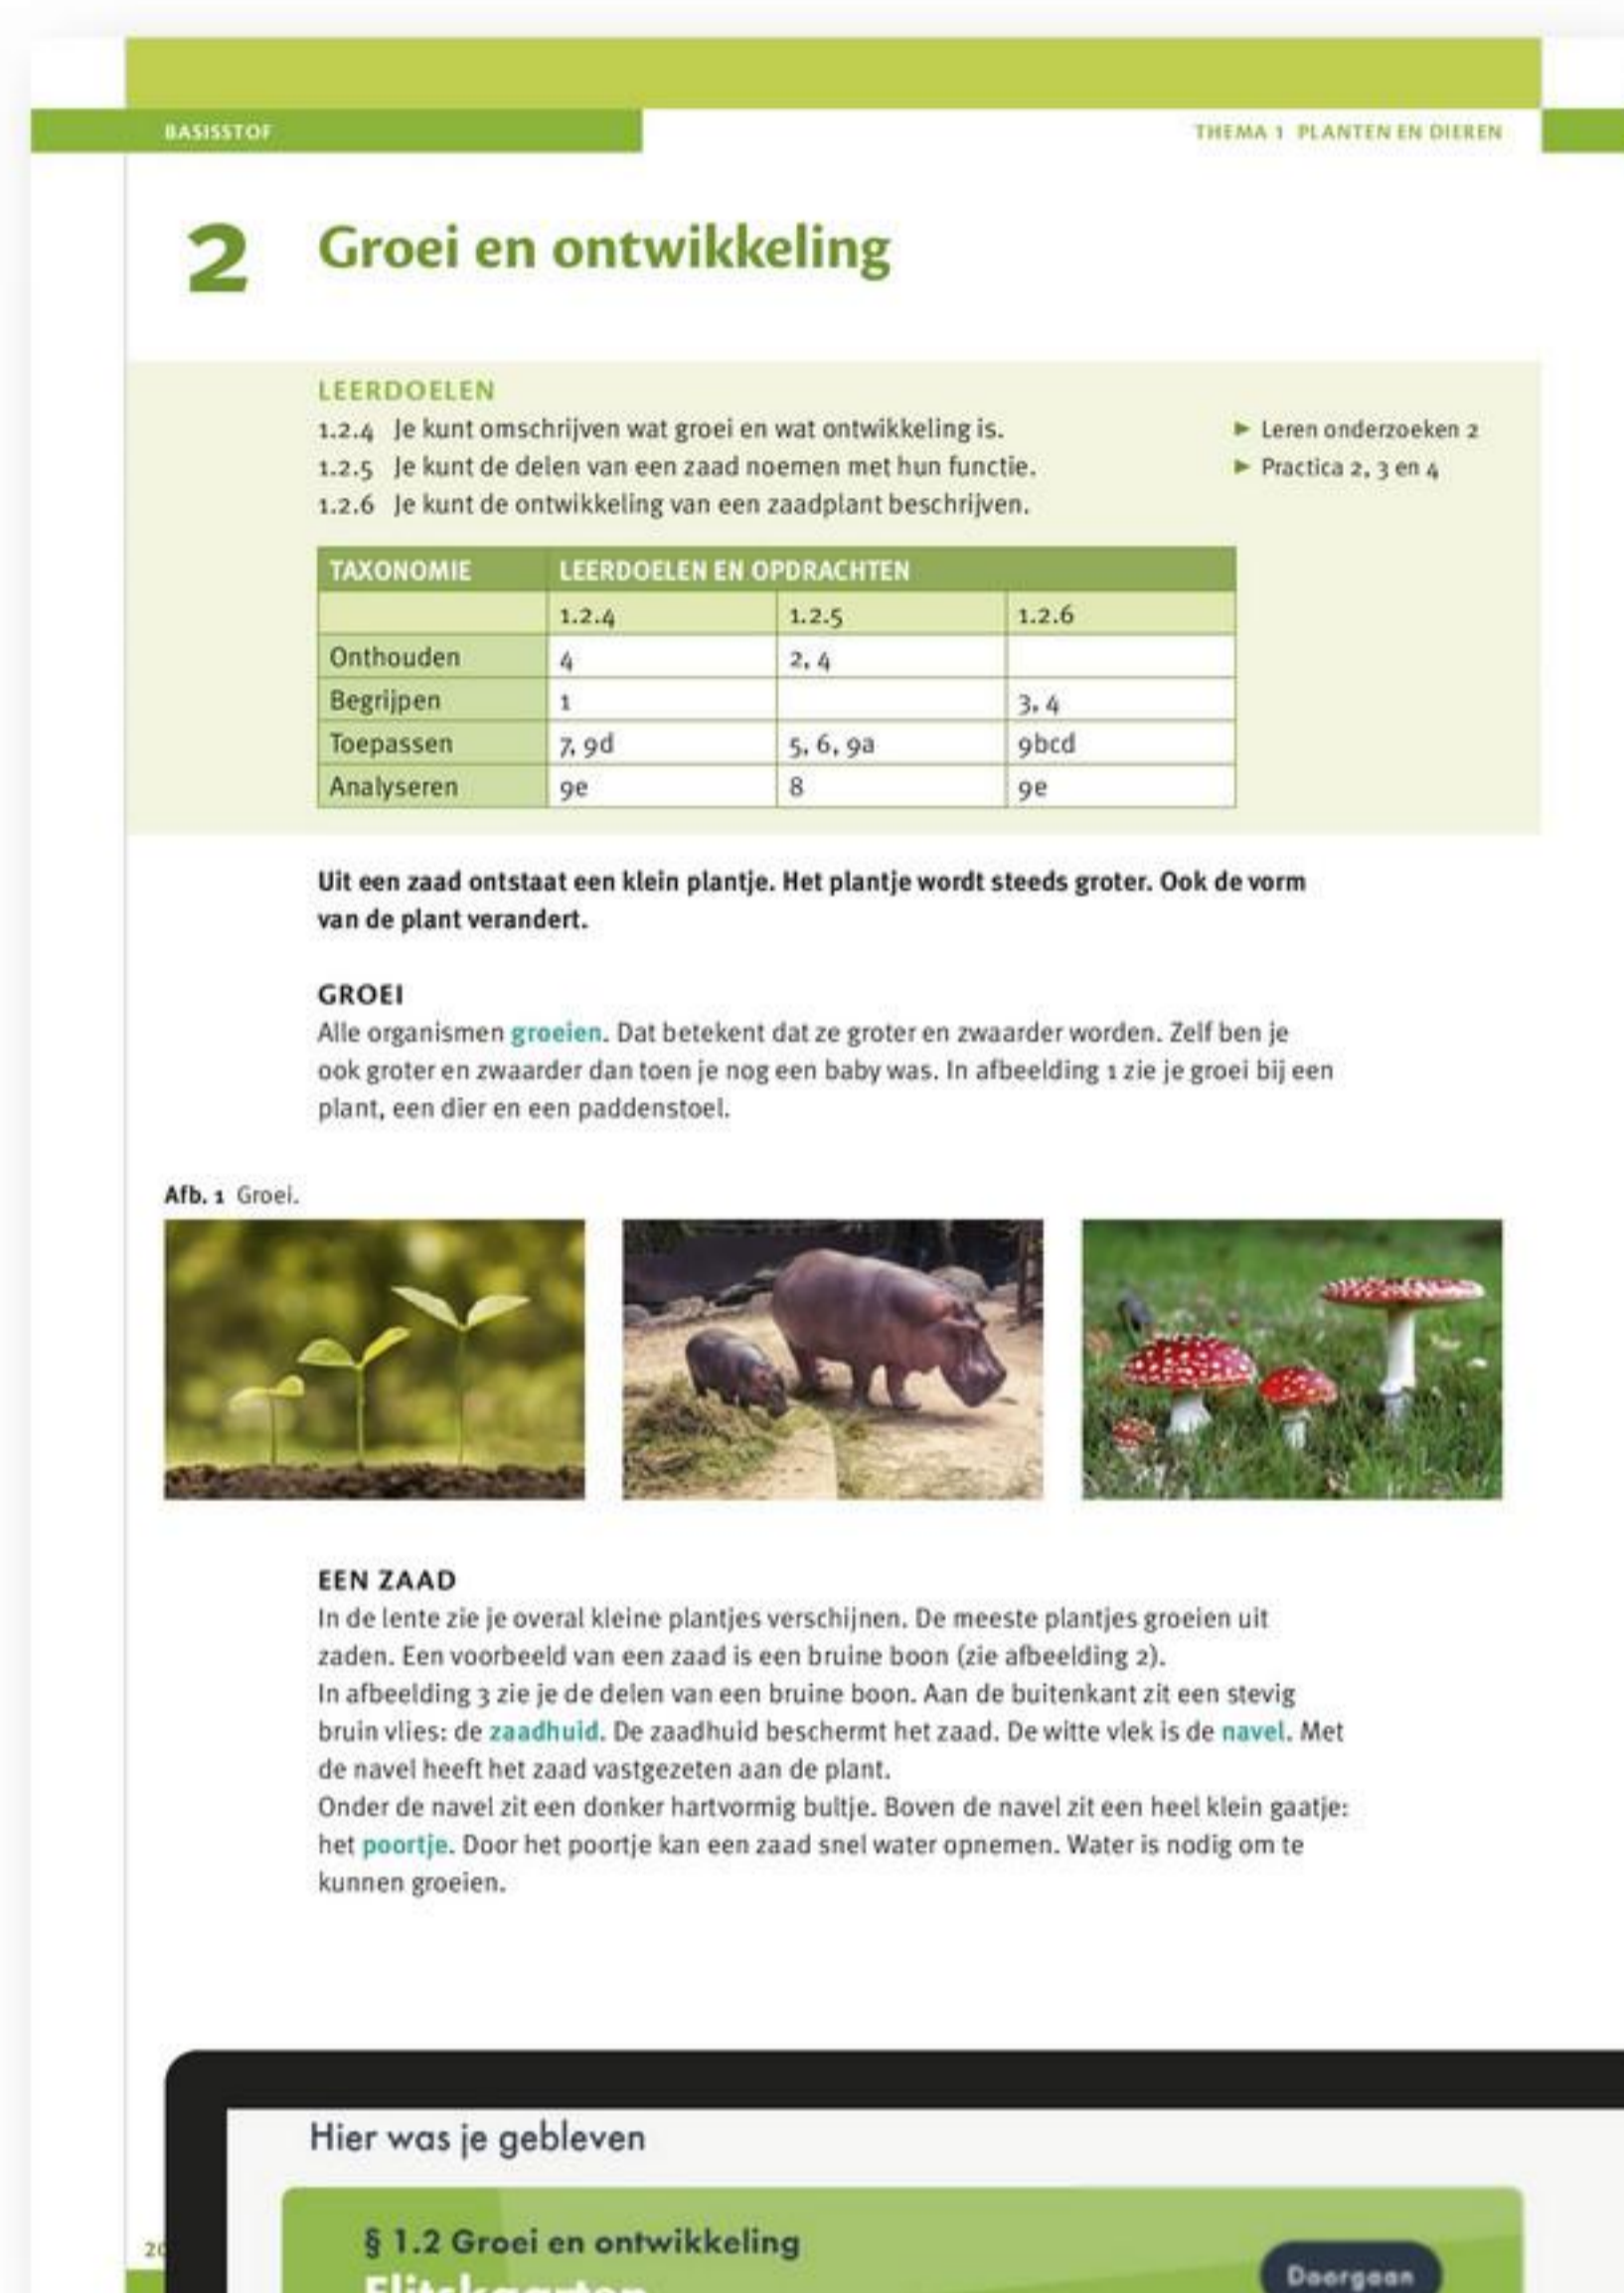 BASISSTOF
THEMA 1 PLANTEN EN DIEREN
2 Groei en ontwikkeling
LEERDOELEN
1.2.4 Je kunt omschrijven wat groei en wat ontwikkeling is.
1.2.5 Je kunt de delen van een zaad noemen met hun functie.
1.2.6 Je kunt de ontwikkeling van een zaadplant beschrijven.
▶ Leren onderzoeken 2
▶ Practica 2, 3 en 4
TAXONOMIE LEERDOELEN EN OPDRACHTEN
1.2.4 1.2.5 1.2.6
Onthouden 4 2, 4
Begrijpen 1 3, 4
Toepassen 7, 9d 5, 6, 9a 9bcd
Analyseren 9e 8 9e
Uit een zaad ontstaat een klein plantje. Het plantje wordt steeds groter. Ook de vorm
van de plant verandert.
GROEI
Alle organismen groeien. Dat betekent dat ze groter en zwaarder worden. Zelf ben je
ook groter en zwaarder dan toen je nog een baby was. In afbeelding 1 zie je groei bij een
plant, een dier en een paddenstoel.
Afb. 1 Groei.
EEN ZAAD
In de lente zie je overal kleine plantjes verschijnen. De meeste plantjes groeien uit
zaden. Een voorbeeld van een zaad is een bruine boon (zie afbeelding 2).
In afbeelding 3 zie je de delen van een bruine boon. Aan de buitenkant zit een stevig
bruin vlies: de zaadhuid. De zaadhuid beschermt het zaad. De witte vlek is de navel. Met
de navel heeft het zaad vastgezeten aan de plant.
Onder de navel zit een donker hartvormig bultje. Boven de navel zit een heel klein gaatje:
het poortje. Door het poortje kan een zaad snel water opnemen. Water is nodig om te
kunnen groeien.
Hier was je gebleven
§ 1.2 Groei en ontwikkeling
Flitskaarten
Doorgaan